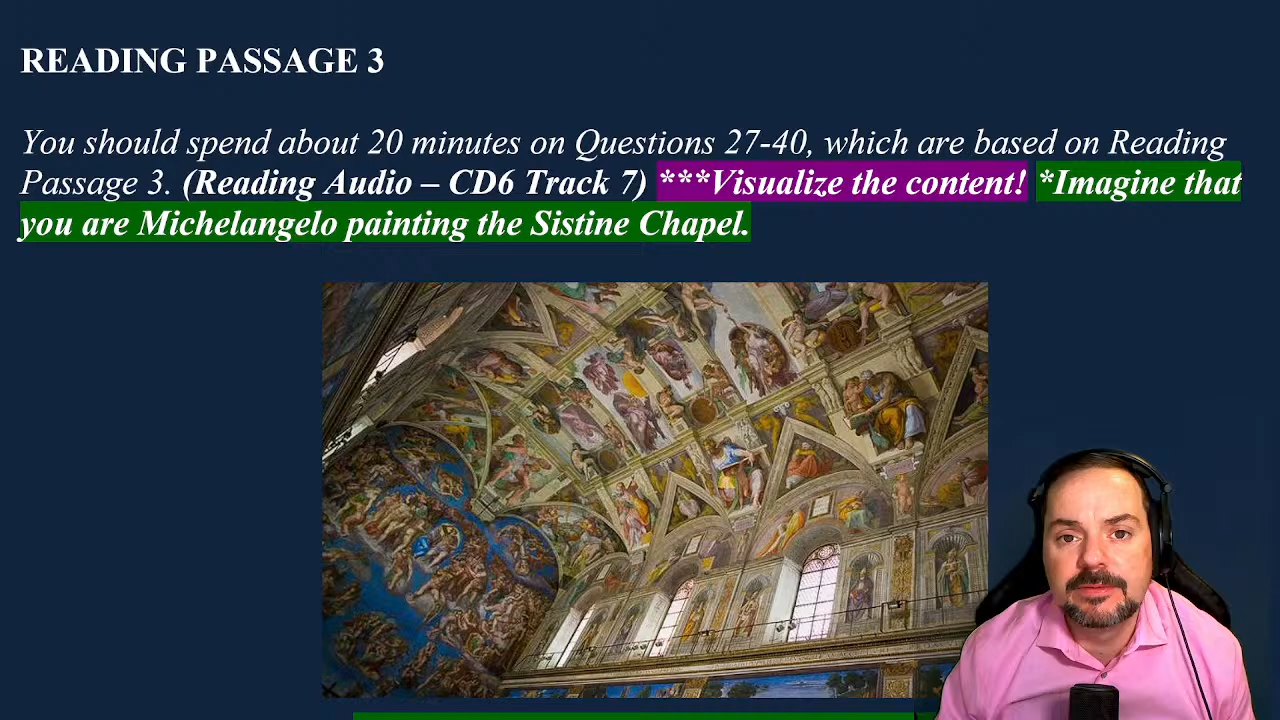 READING PASSAGE 3
You should spend about 20 minutes on Questions 27-40, which are based on Reading
Passage 3. (Reading Audio – CD6 Track 7) ***Visualize the content! *Imagine that
you are Michelangelo painting the Sistine Chapel.